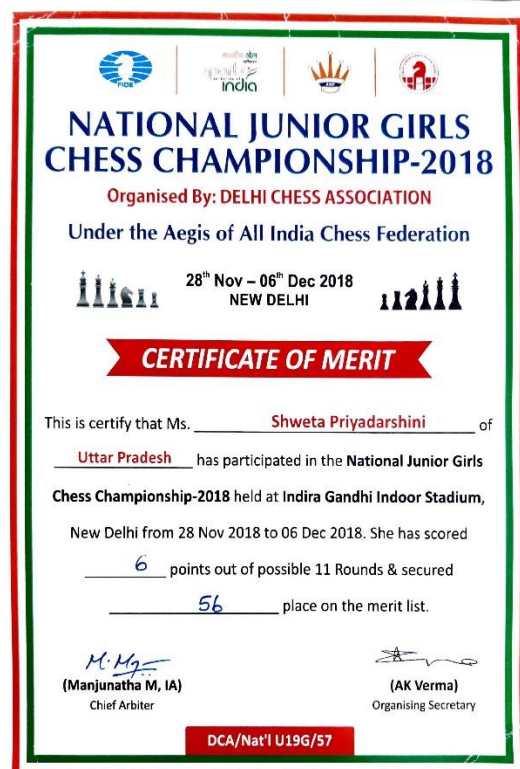 FIDE
भारतीय खेल
india
NATIONAL JUNIOR GIRLS
CHESS CHAMPIONSHIP-2018
Organised By: DELHI CHESS ASSOCIATION
Under the Aegis of All India Chess Federation
28th Nov – 06th Dec 2018
NEW DELHI
CERTIFICATE OF MERIT
This is certify that Ms. Shweta Priyadarshini of
Uttar Pradesh has participated in the National Junior Girls
Chess Championship-2018 held at Indira Gandhi Indoor Stadium,
New Delhi from 28 Nov 2018 to 06 Dec 2018. She has scored
6 points out of possible 11 Rounds & secured
56 place on the merit list.
(Manjunatha M, IA)
Chief Arbiter
(AK Verma)
Organising Secretary
DCA/Nat'l U19G/57